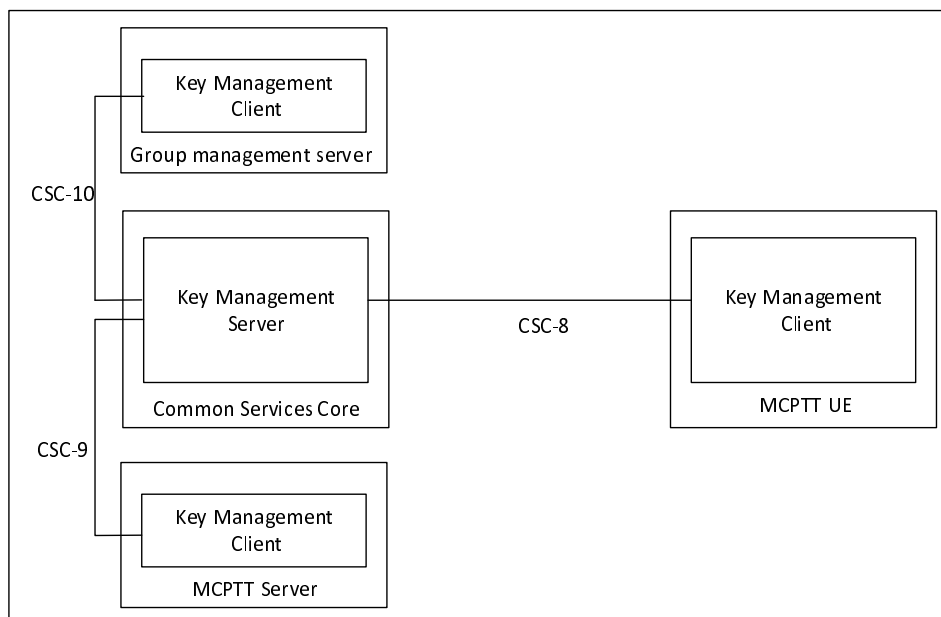 Key Management
Client
Group management server
CSC-10
Key Management
Server
Common Services Core
CSC-8
Key Management
Client
MCPTT UE
CSC-9
Key Management
Client
MCPTT Server